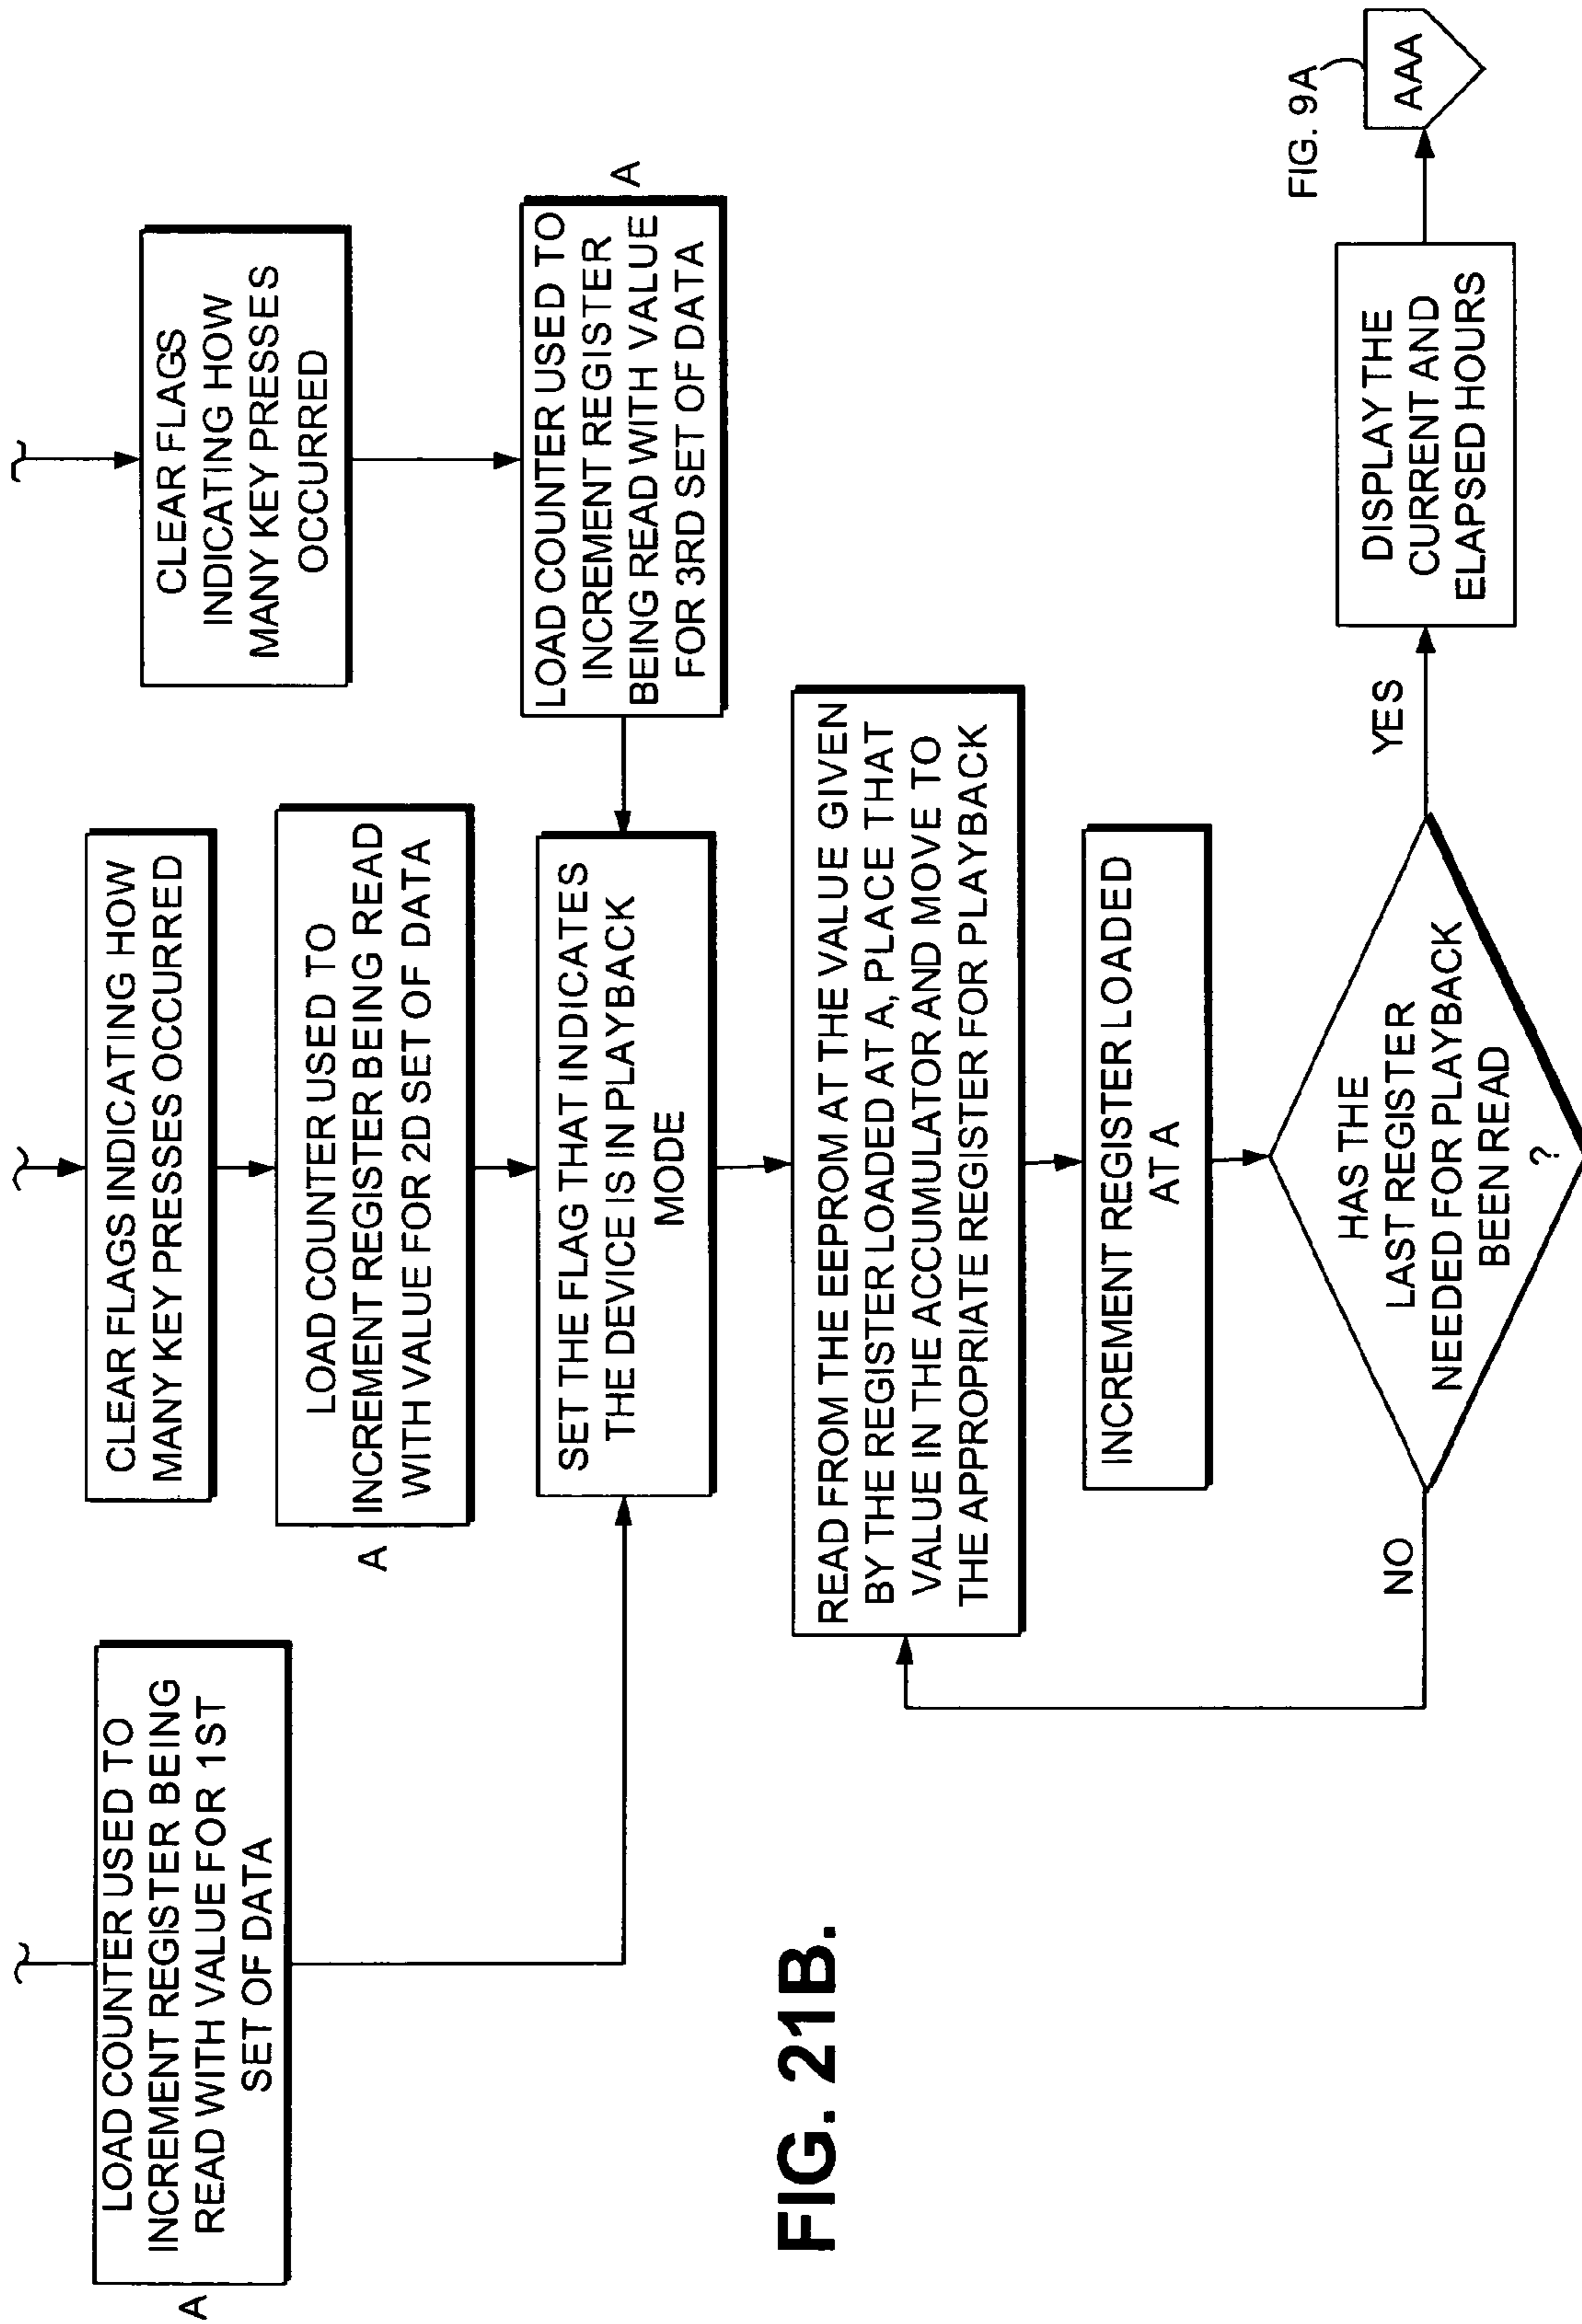 LOAD COUNTER USED TO
INCREMENT REGISTER BEING
READ WITH VALUE FOR 1ST
SET OF DATA
A
CLEAR FLAGS INDICATING HOW
MANY KEY PRESSES OCCURRED
LOAD COUNTER USED TO
INCREMENT REGISTER BEING READ
WITH VALUE FOR 2D SET OF DATA
A
CLEAR FLAGS
INDICATING HOW
MANY KEY PRESSES
OCCURRED
LOAD COUNTER USED TO
INCREMENT REGISTER
BEING READ WITH VALUE
FOR 3RD SET OF DATA
A
SET THE FLAG THAT INDICATES
THE DEVICE IS IN PLAYBACK
MODE
READ FROM THE EEPROM AT THE VALUE GIVEN
BY THE REGISTER LOADED AT A, PLACE THAT
VALUE IN THE ACCUMULATOR AND MOVE TO
THE APPROPRIATE REGISTER FOR PLAYBACK
INCREMENT REGISTER LOADED
AT A
HAS THE
LAST REGISTER
NEEDED FOR PLAYBACK
BEEN READ
?
NO
YES
DISPLAY THE
CURRENT AND
ELAPSED HOURS
FIG. 9A
AAA
FIG. 21B.